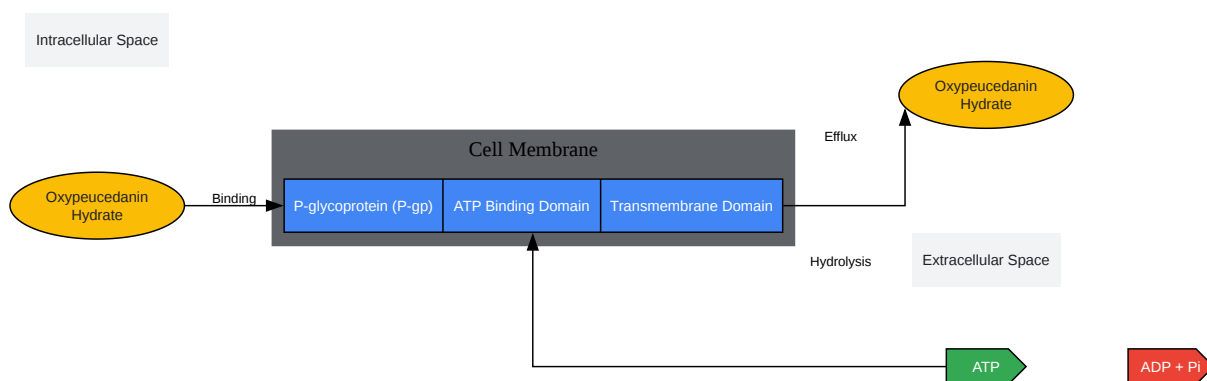 Intracellular Space
Oxypeucedanin
Hydrate
Efflux
Cell Membrane
Oxypeucedanin
Hydrate
Binding
P-glycoprotein (P-gp)
ATP Binding Domain
Transmembrane Domain
Hydrolysis
Extracellular Space
ATP
ADP + Pi